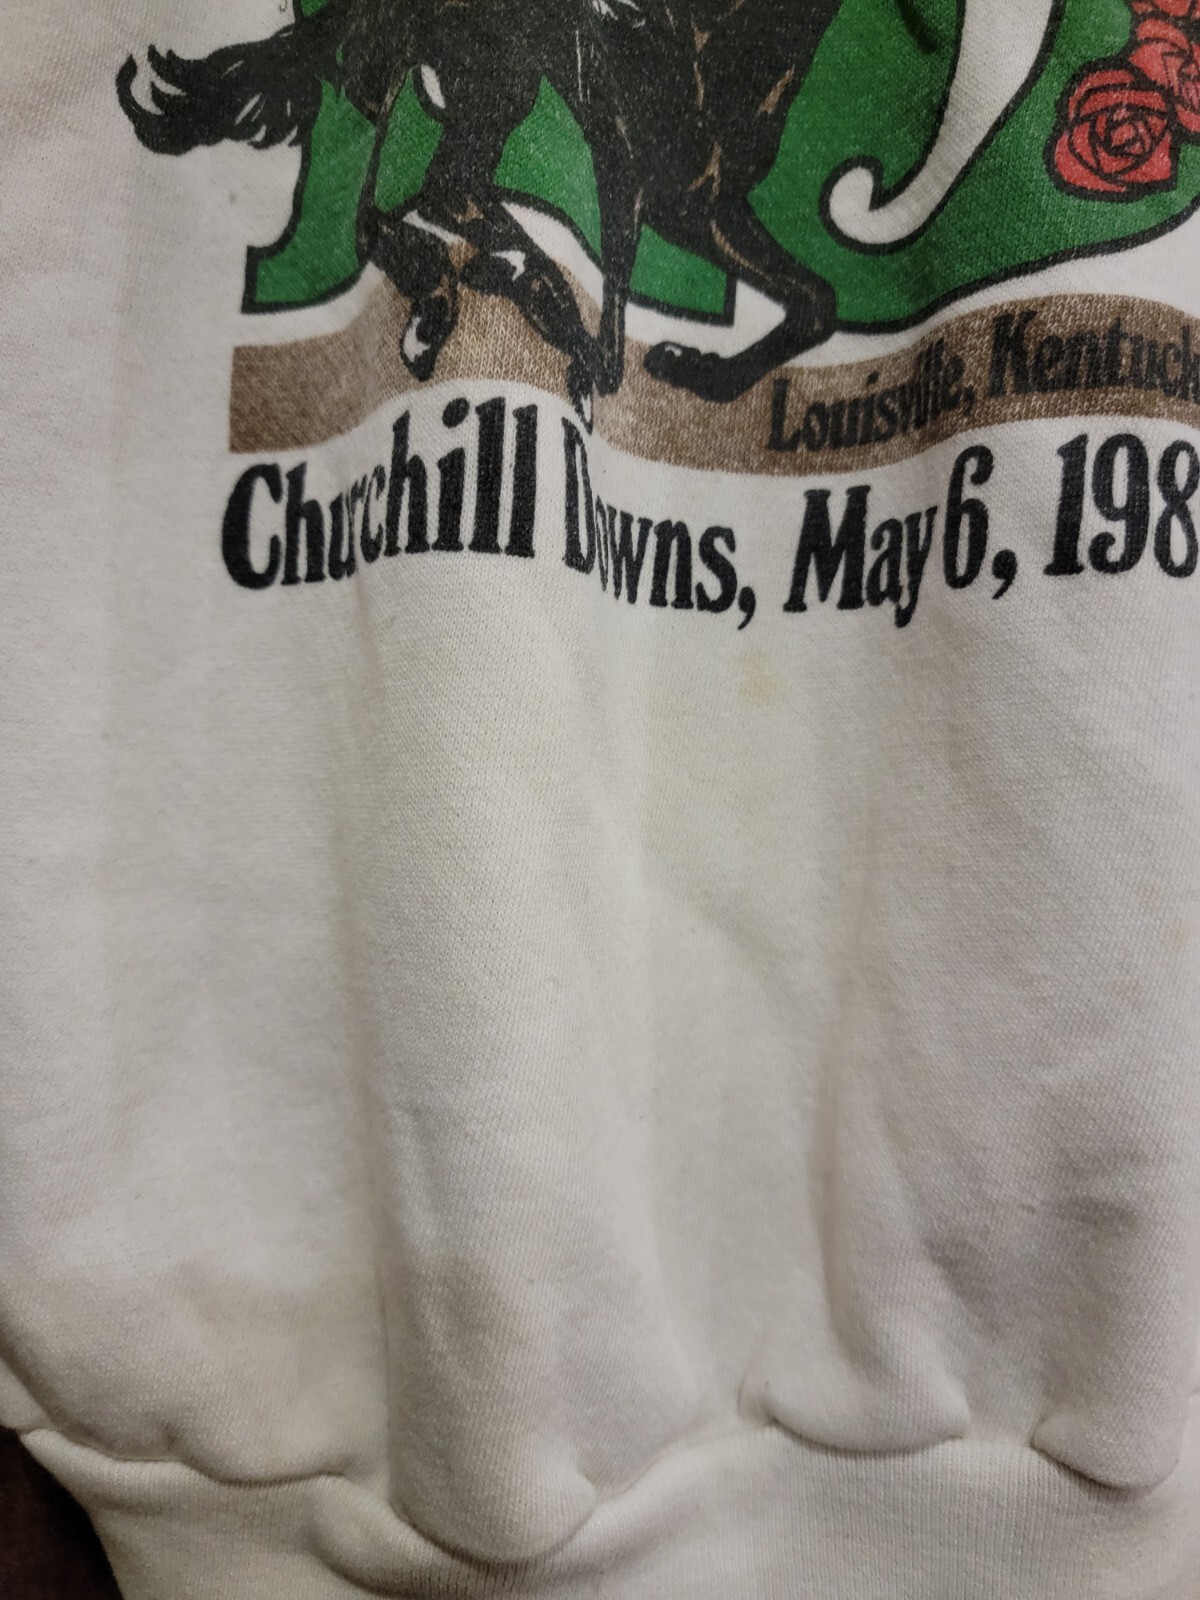 Louisville, Kentuck
Churchill Downs, May 6, 198